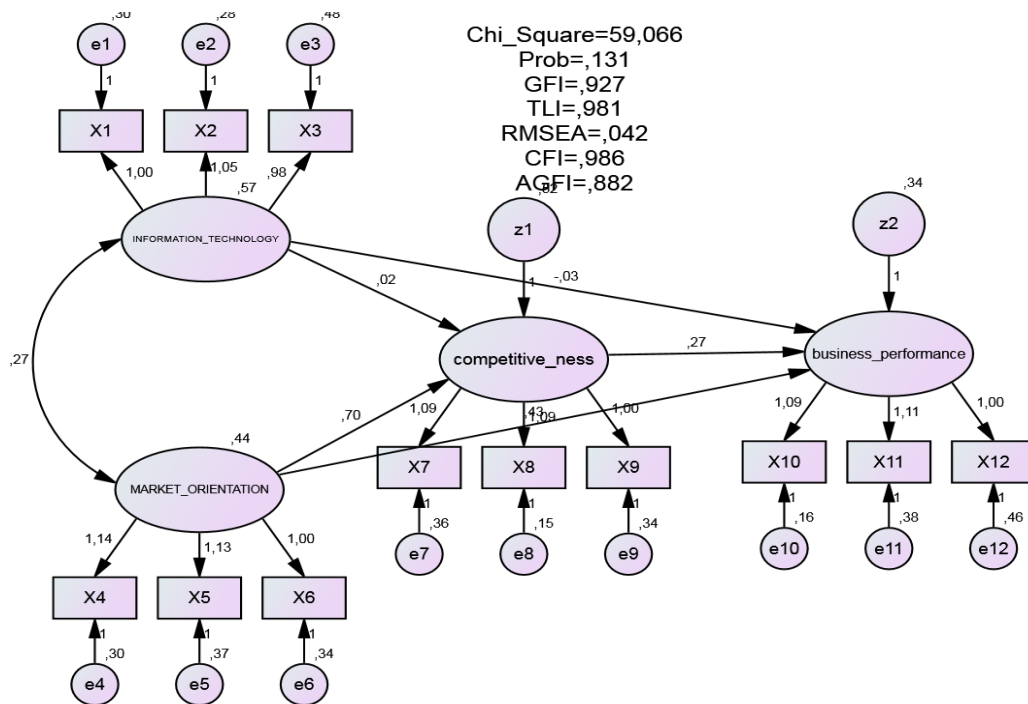 ,30
,28
,48
e1
e2
e3
1
1
1
X1
X2
X3
1,00
1,05
,98
Chi_Square=59,066
Prob=,131
GFI=,927
TLI=,981
RMSEA=,042
CFI=,986
AGFI=,882
,57
INFORMATION_TECHNOLOGY
z1
,34
z2
1
1
,02
-,03
,27
competitive_ness
,27
business_performance
,70
,43
,44
MARKET_ORIENTATION
1,09
1,09
1,00
X7
X8
X9
1
1
1
,36
,15
,34
e7
e8
e9
1,09
1,11
1,00
X10
X11
X12
1
1
1
,16
,38
,46
e10
e11
e12
1,14
1,13
1,00
X4
X5
X6
1
1
1
,30
,37
,34
e4
e5
e6